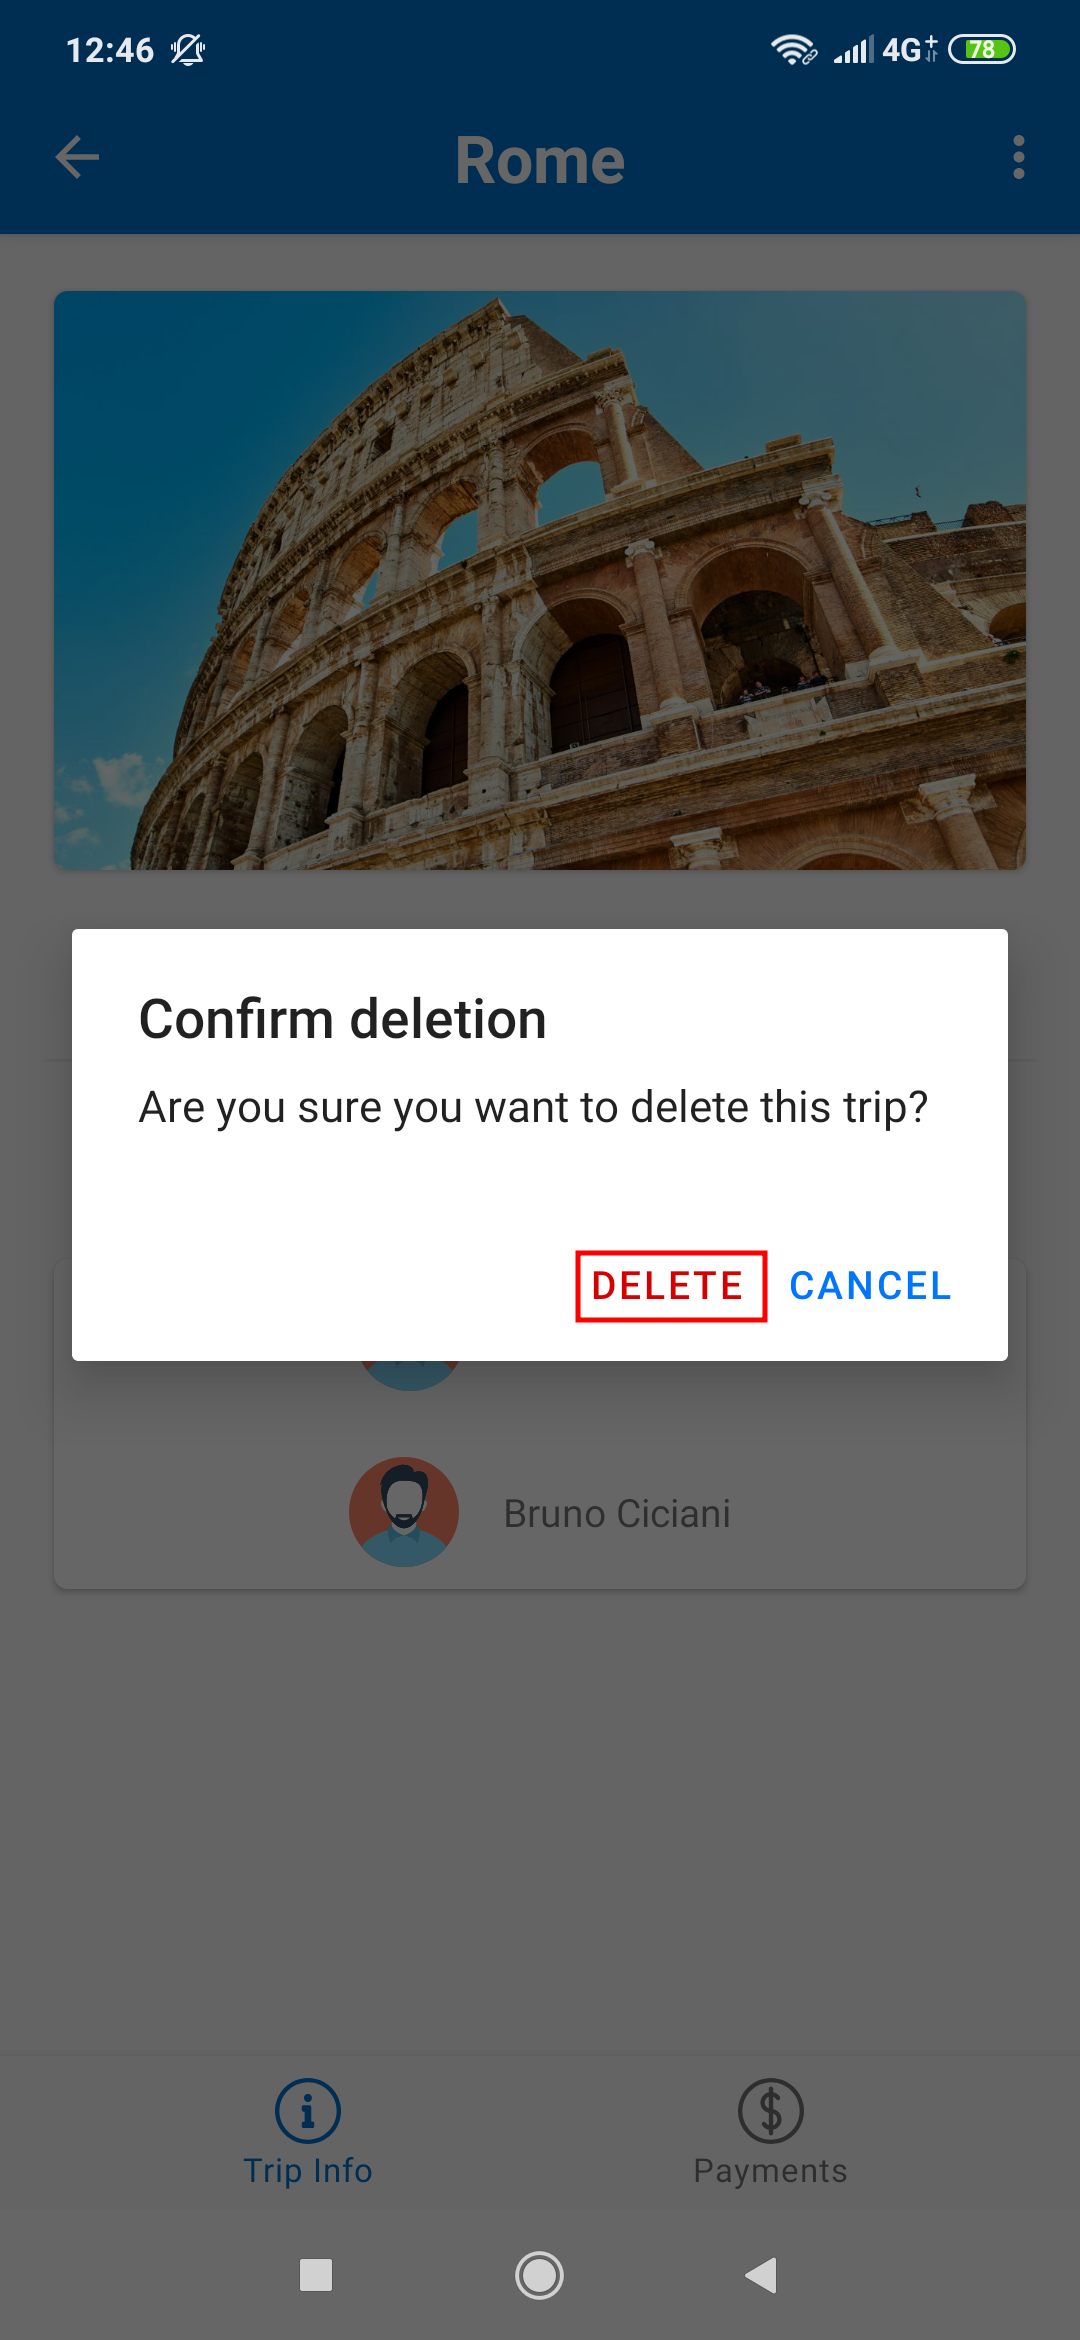 12:46 4G+ 78
Rome
Confirm deletion
Are you sure you want to delete this trip?
DELETE CANCEL
Bruno Ciciani
Trip Info Payments